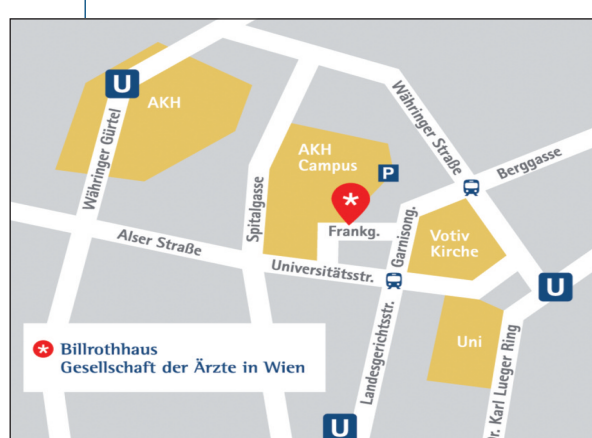 U
AKH
Währinger Gürtel
Währinger Straße
AKH
Campus
P
Berggasse
Spitalgasse
*
Frankg.
Garnisong.
Votiv
Kirche
Alser Straße
Universitätsstr.
U
Landesgerichtsstr.
Uni
r. Karl Lueger Ring
* Billrothhaus
Gesellschaft der Ärzte in Wien
U